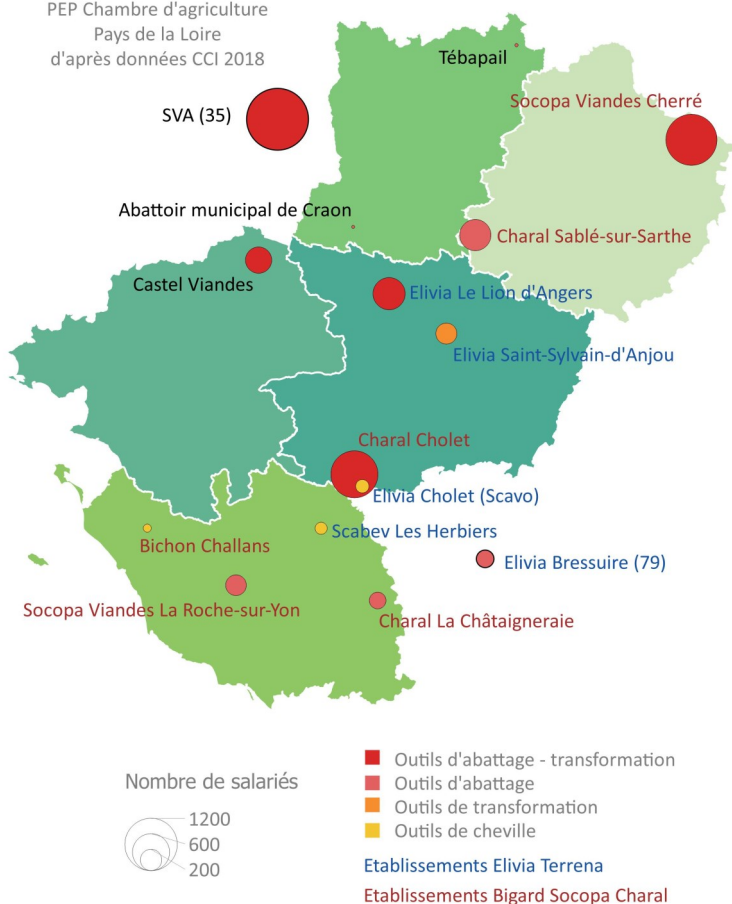 PEP Chambre d'agriculture
Pays de la Loire
d'après données CCI 2018
Tébapail
SVA (35)
Socopa Viandes Cherré
Abattoir municipal de Craon
Charal Sablé-sur-Sarthe
Castel Viandes
Elivia Le Lion d'Angers
Elivia Saint-Sylvain-d'Anjou
Charal Cholet
Elivia Cholet (Scavo)
Scabev Les Herbiers
Bichon Challans
Elivia Bressuire (79)
Socopa Viandes La Roche-sur-Yon
Charal La Châtaigneraie
Nombre de salariés
1200
600
200
Outils d'abattage - transformation
Outils d'abattage
Outils de transformation
Outils de cheville
Etablissements Elivia Terrena
Etablissements Bigard Socopa Charal